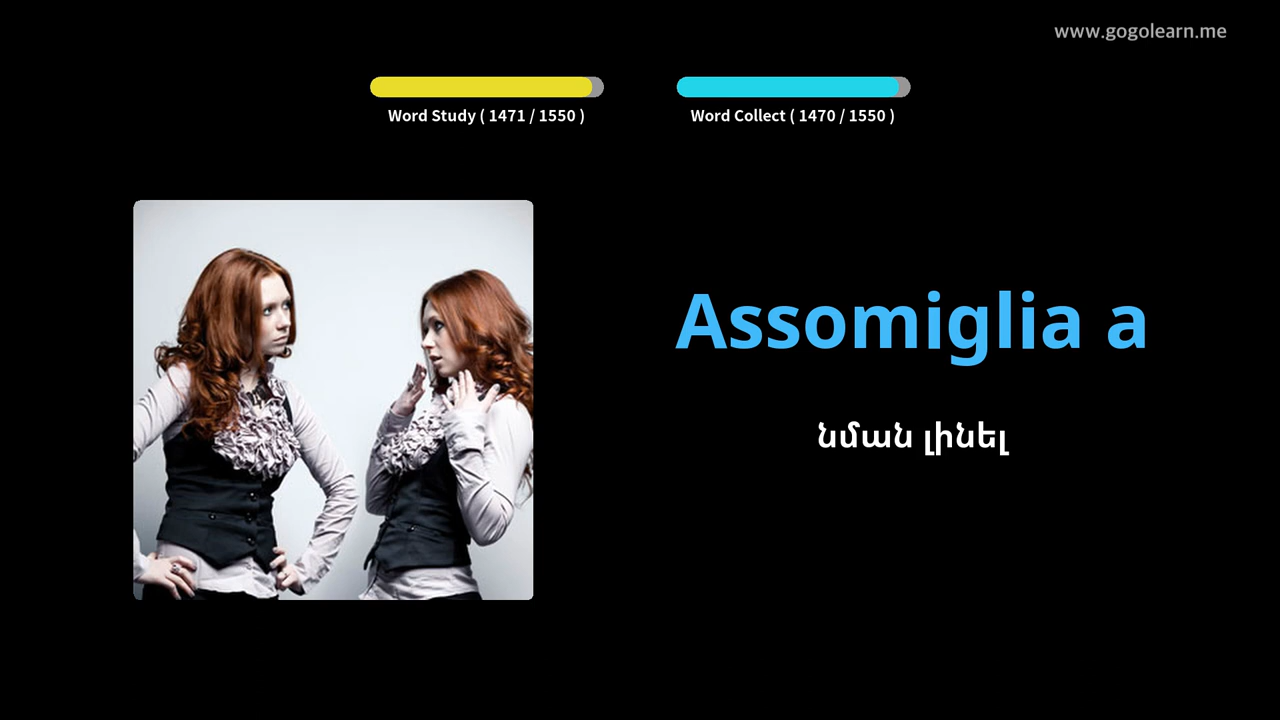 www.gogolearn.me
Word Study ( 1471 / 1550 )
Word Collect ( 1470 / 1550 )
Assomiglia a
նման լինել